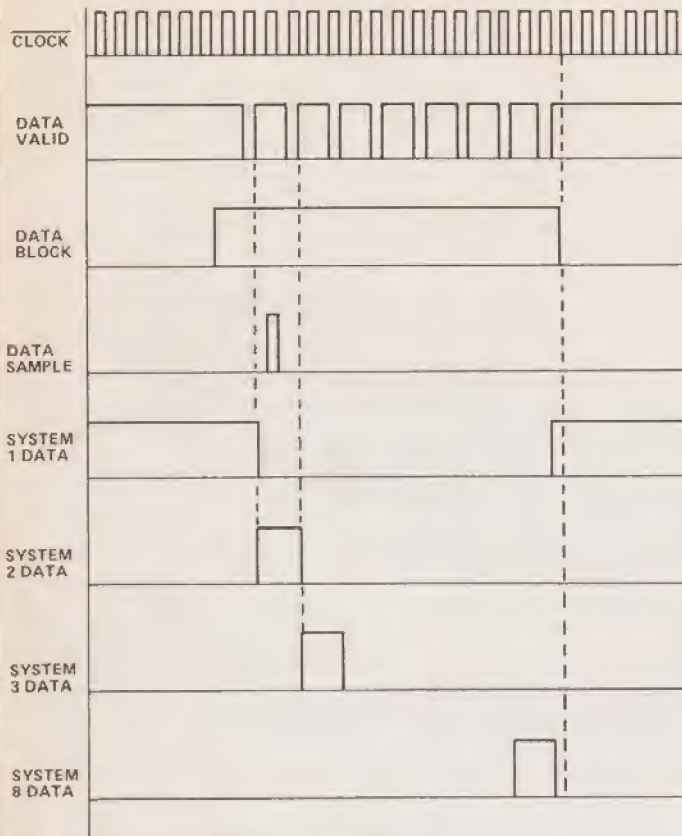 CLOCK
DATA
VALID
DATA
BLOCK
DATA
SAMPLE
SYSTEM
1 DATA
SYSTEM
2 DATA
SYSTEM
3 DATA
SYSTEM
8 DATA